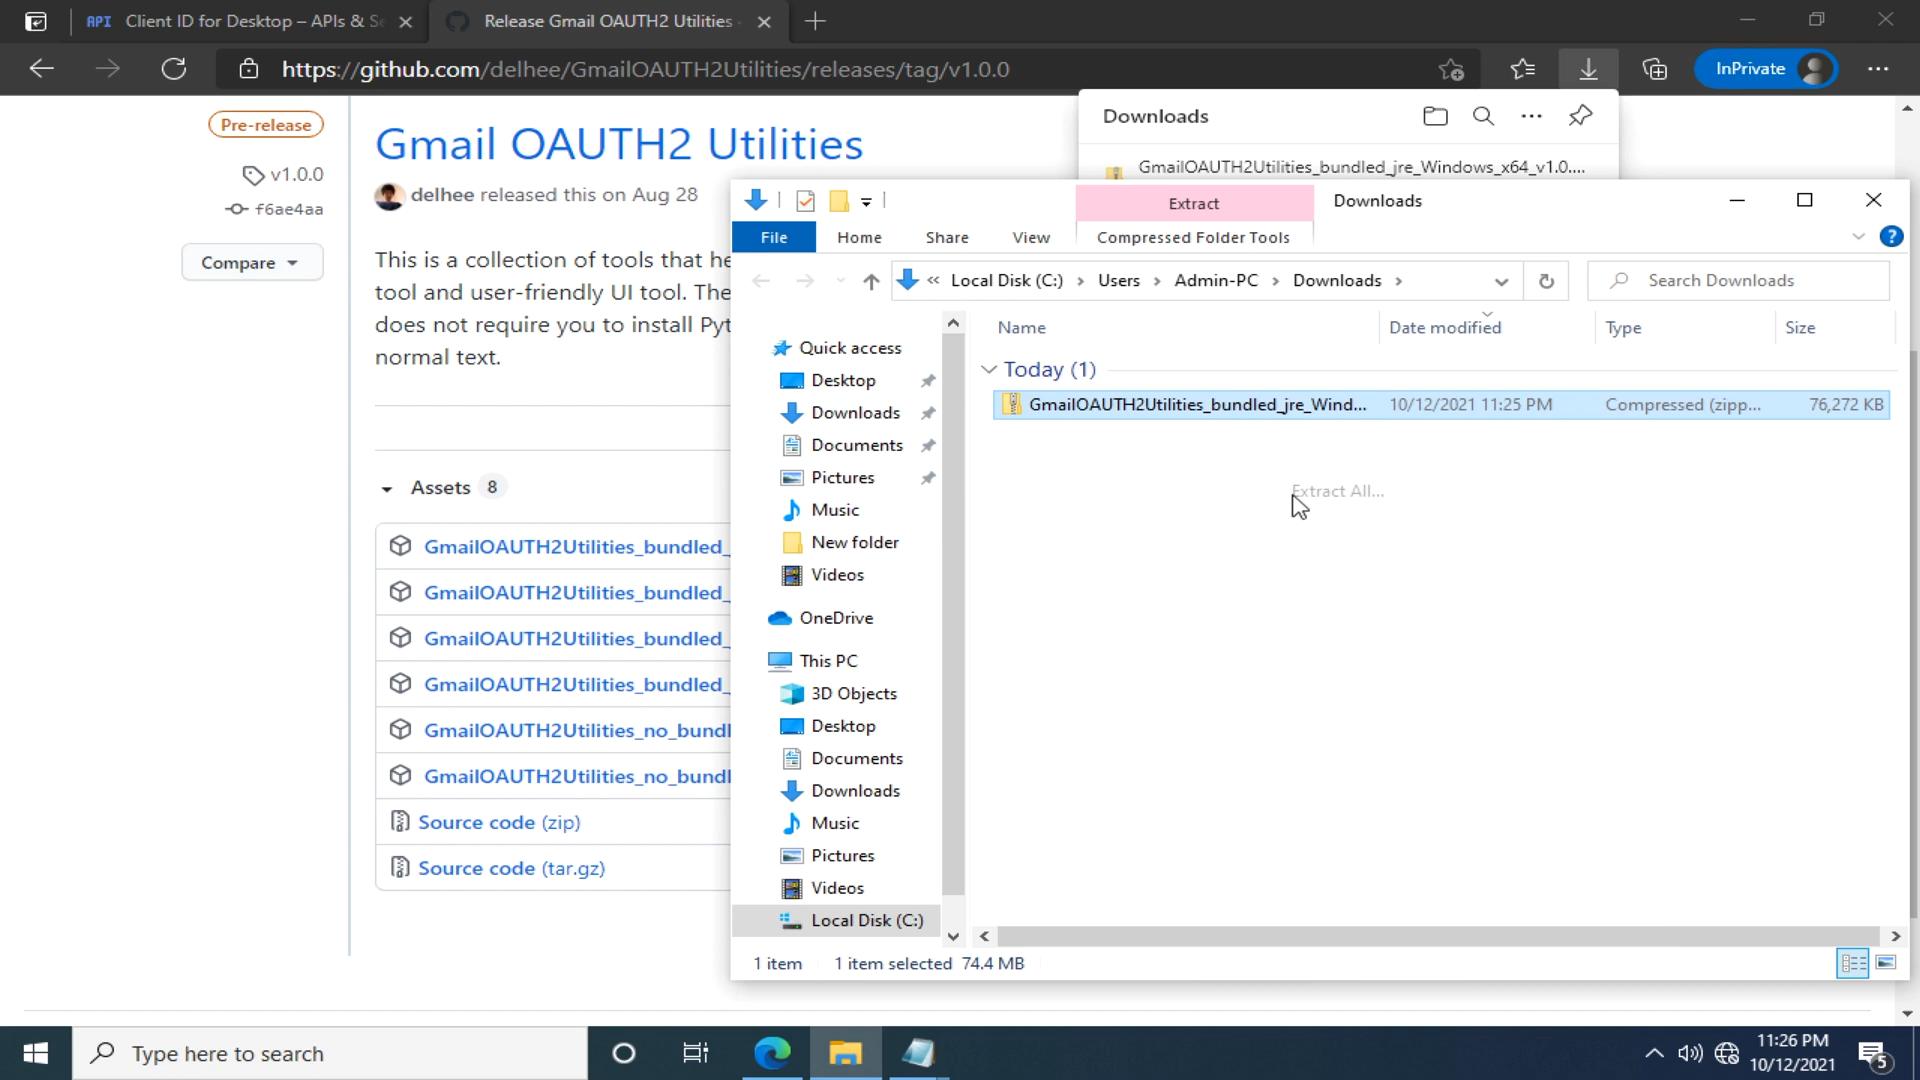 API Client ID for Desktop – APIs & Se
Release Gmail OAUTH2 Utilities
https://github.com/delhee/GmailOAUTH2Utilities/releases/tag/v1.0.0
InPrivate
Pre-release
v1.0.0
f6ae4aa
Compare
Gmail OAUTH2 Utilities
delhee released this on Aug 28
This is a collection of tools that he
tool and user-friendly UI tool. The
does not require you to install Pyt
normal text.
Assets 8
GmailOAUTH2Utilities_bundled_
GmailOAUTH2Utilities_bundled_
GmailOAUTH2Utilities_bundled_
GmailOAUTH2Utilities_bundled_
GmailOAUTH2Utilities_no_bundl
GmailOAUTH2Utilities_no_bundl
Source code (zip)
Source code (tar.gz)
Downloads
GmailOAUTH2Utilities_bundled_jre_Windows_x64_v1.0....
Extract
Downloads
File
Home
Share
View
Compressed Folder Tools
« Local Disk (C:) › Users › Admin-PC › Downloads ›
Search Downloads
Quick access
Desktop
Downloads
Documents
Pictures
Music
New folder
Videos
OneDrive
This PC
3D Objects
Desktop
Documents
Downloads
Music
Pictures
Videos
Local Disk (C:)
Name Date modified Type Size
Today (1)
GmailOAUTH2Utilities_bundled_jre_Wind... 10/12/2021 11:25 PM Compressed (zipp... 76,272 KB
Extract All...
1 item 1 item selected 74.4 MB
Type here to search
11:26 PM
10/12/2021
5